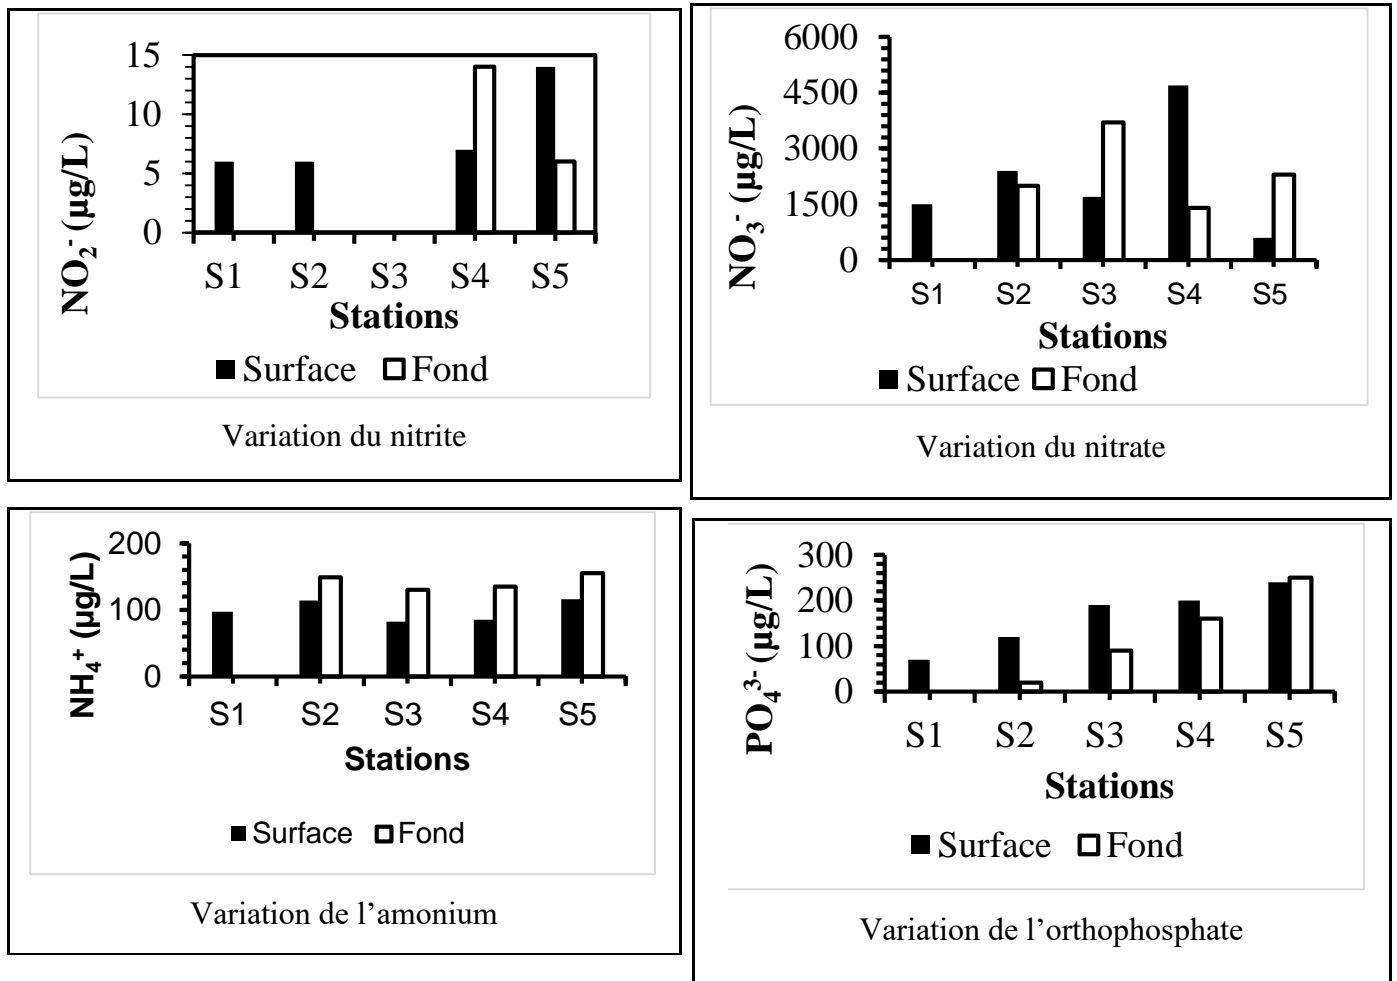 15
10
5
0
NO₂⁻ (µg/L)
S1 S2 S3 S4 S5
Stations
Surface Fond
Variation du nitrite
6000
4500
3000
1500
0
NO₃⁻ (µg/L)
S1 S2 S3 S4 S5
Stations
Surface Fond
Variation du nitrate
200
100
0
NH₄⁺ (µg/L)
S1 S2 S3 S4 S5
Stations
Surface Fond
Variation de l’amonium
300
200
100
0
PO₄³⁻ (µg/L)
S1 S2 S3 S4 S5
Stations
Surface Fond
Variation de l’orthophosphate